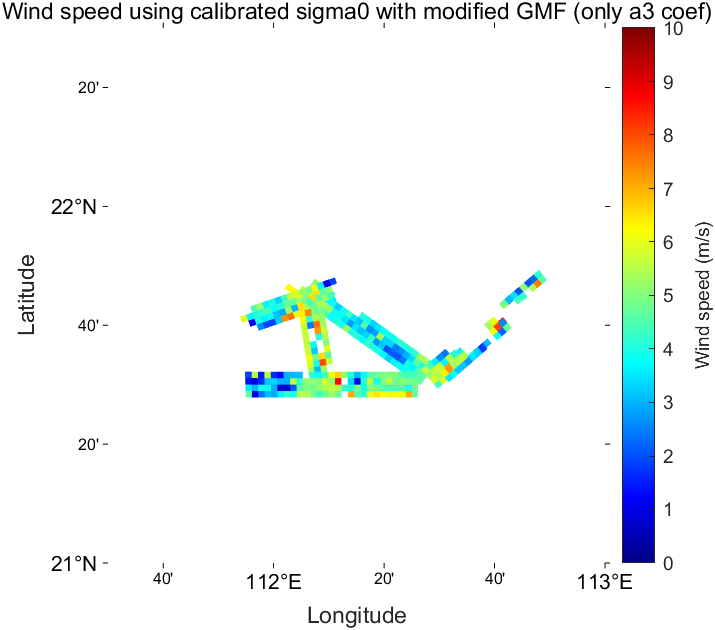 Wind speed using calibrated sigma0 with modified GMF (only a3 coef)
20'
22°N
40'
20'
21°N
40'
112°E
20'
40'
113°E
Latitude
Longitude
10
9
8
7
6
5
4
3
2
1
0
Wind speed (m/s)